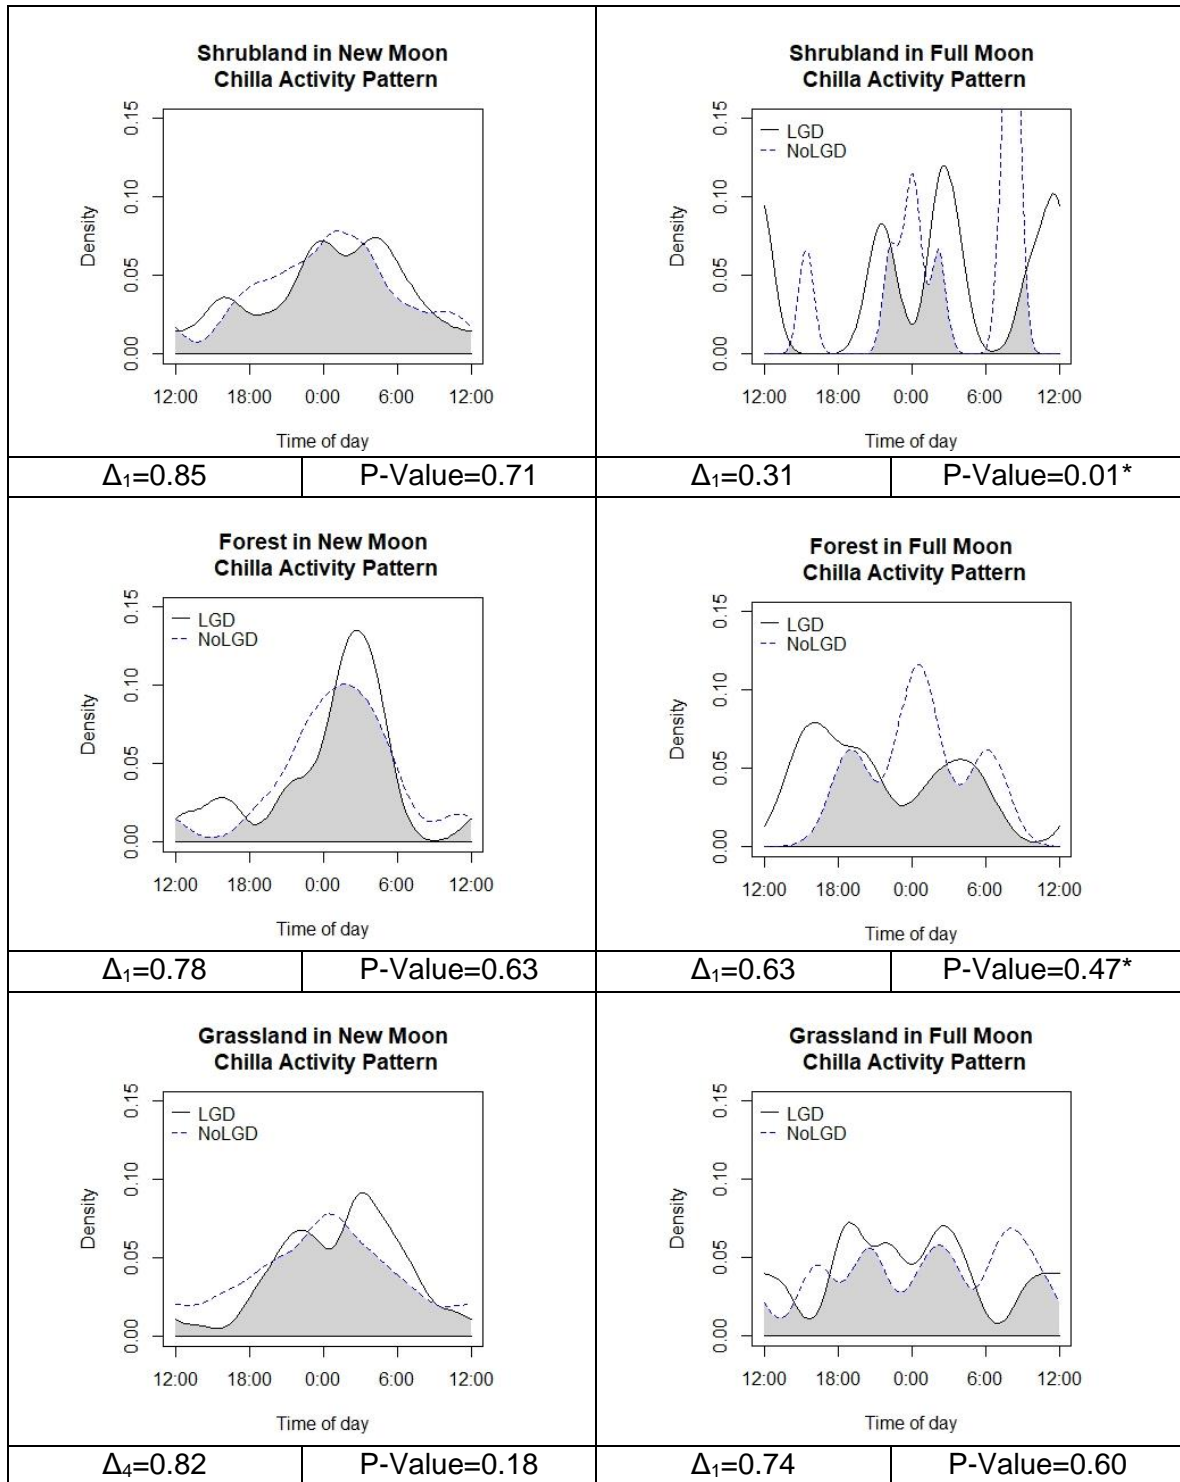 Shrubland in New Moon
Chilla Activity Pattern
0.15
0.10
0.05
0.00
Density
12:00 18:00 0:00 6:00 12:00
Time of day
Δ₁=0.85 P-Value=0.71
Shrubland in Full Moon
Chilla Activity Pattern
LGD
NoLGD
0.15
0.10
0.05
0.00
Density
12:00 18:00 0:00 6:00 12:00
Time of day
Δ₁=0.31 P-Value=0.01*
Forest in New Moon
Chilla Activity Pattern
LGD
NoLGD
0.15
0.10
0.05
0.00
Density
12:00 18:00 0:00 6:00 12:00
Time of day
Δ₁=0.78 P-Value=0.63
Forest in Full Moon
Chilla Activity Pattern
LGD
NoLGD
0.15
0.10
0.05
0.00
Density
12:00 18:00 0:00 6:00 12:00
Time of day
Δ₁=0.63 P-Value=0.47*
Grassland in New Moon
Chilla Activity Pattern
LGD
NoLGD
0.15
0.10
0.05
0.00
Density
12:00 18:00 0:00 6:00 12:00
Time of day
Δ₄=0.82 P-Value=0.18
Grassland in Full Moon
Chilla Activity Pattern
LGD
NoLGD
0.15
0.10
0.05
0.00
Density
12:00 18:00 0:00 6:00 12:00
Time of day
Δ₁=0.74 P-Value=0.60